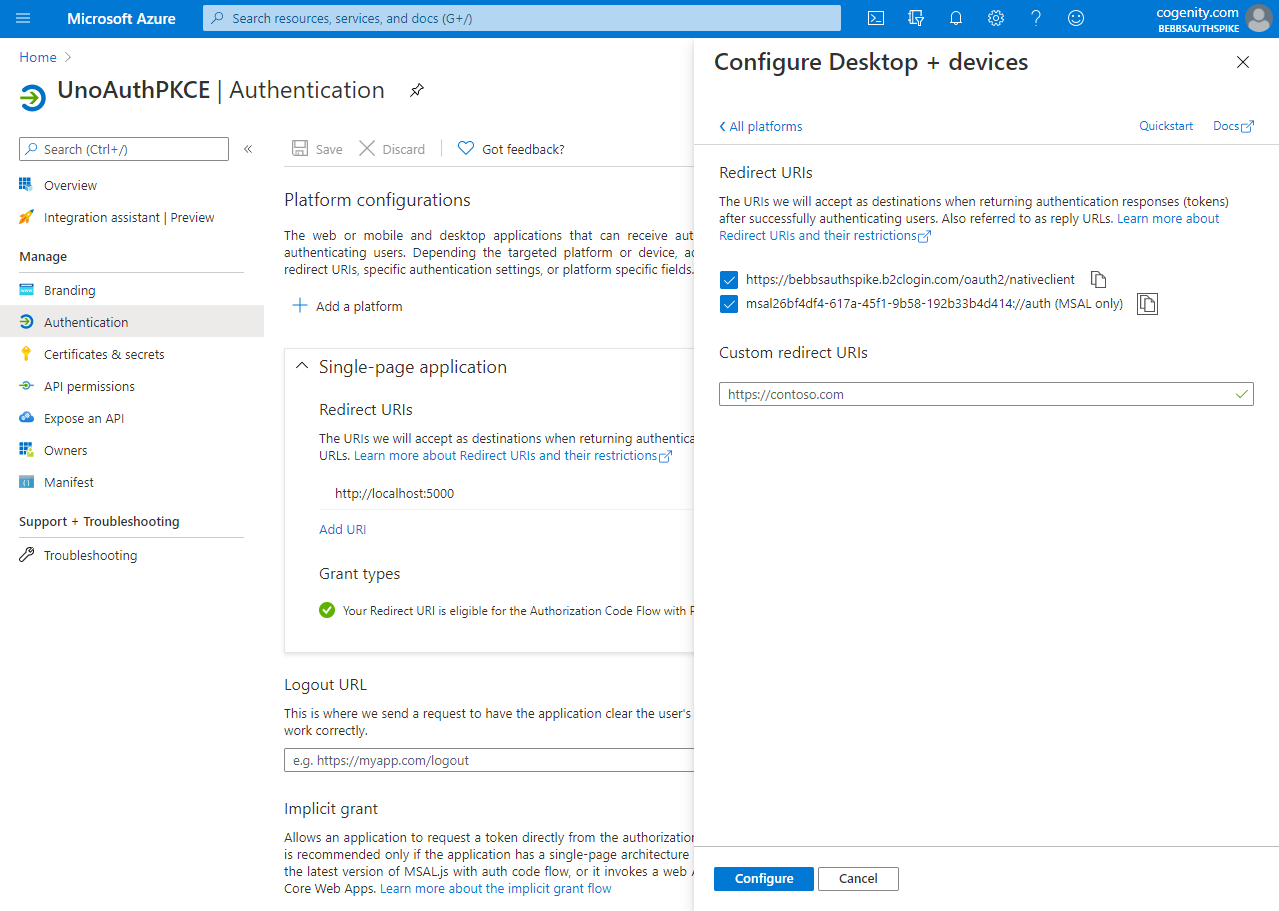 Microsoft Azure
Search resources, services, and docs (G+/)
cogenity.com
BEBBSAUTHSPIKE
Home
UnoAuthPKCE | Authentication
Search (Ctrl+/)
Overview
Integration assistant | Preview
Manage
Branding
Authentication
Certificates & secrets
API permissions
Expose an API
Owners
Manifest
Support + Troubleshooting
Troubleshooting
Save
Discard
Got feedback?
Platform configurations
The web or mobile and desktop applications that can receive aut
authenticating users. Depending the targeted platform or device, ac
redirect URIs, specific authentication settings, or platform specific fields.
Add a platform
Single-page application
Redirect URIs
The URIs we will accept as destinations when returning authentica
URLs. Learn more about Redirect URIs and their restrictions
http://localhost:5000
Add URI
Grant types
Your Redirect URI is eligible for the Authorization Code Flow with P
Logout URL
This is where we send a request to have the application clear the user's
work correctly.
e.g. https://myapp.com/logout
Implicit grant
Allows an application to request a token directly from the authorization
is recommended only if the application has a single-page architecture
the latest version of MSAL.js with auth code flow, or it invokes a web A
Core Web Apps. Learn more about the implicit grant flow
Configure Desktop + devices
All platforms
Quickstart
Docs
Redirect URIs
The URIs we will accept as destinations when returning authentication responses (tokens)
after successfully authenticating users. Also referred to as reply URLs. Learn more about
Redirect URIs and their restrictions
https://bebbsauthspike.b2clogin.com/oauth2/nativeclient
msal26bf4df4-617a-45f1-9b58-192b33b4d414://auth (MSAL only)
Custom redirect URIs
https://contoso.com
Configure
Cancel